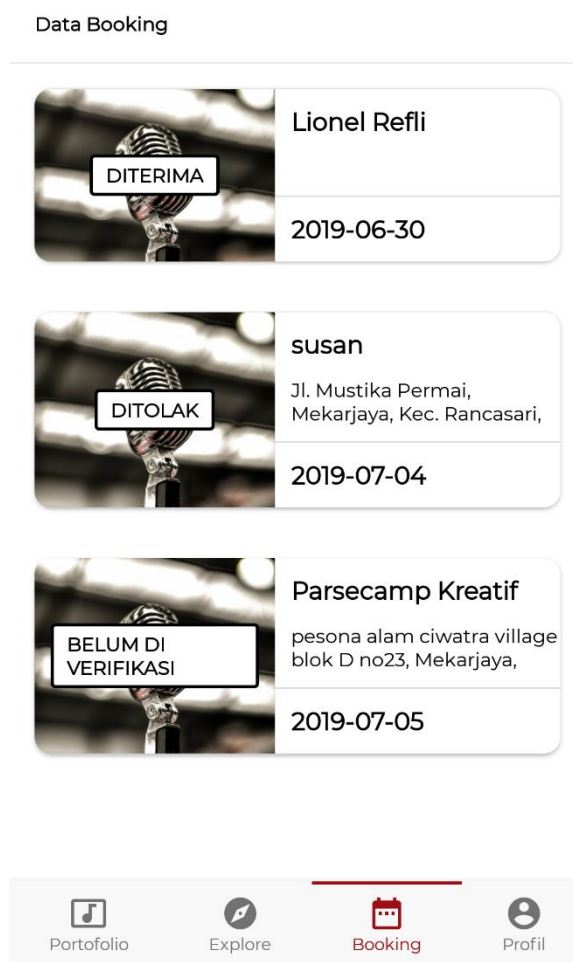 Data Booking
DITERIMA
Lionel Refli
2019-06-30
DITOLAK
susan
Jl. Mustika Permai,
Mekarjaya, Kec. Rancasari,
2019-07-04
BELUM DI
VERIFIKASI
Parsecamp Kreatif
pesona alam ciwatra village
blok D no23, Mekarjaya,
2019-07-05
Portofolio
Explore
Booking
Profil